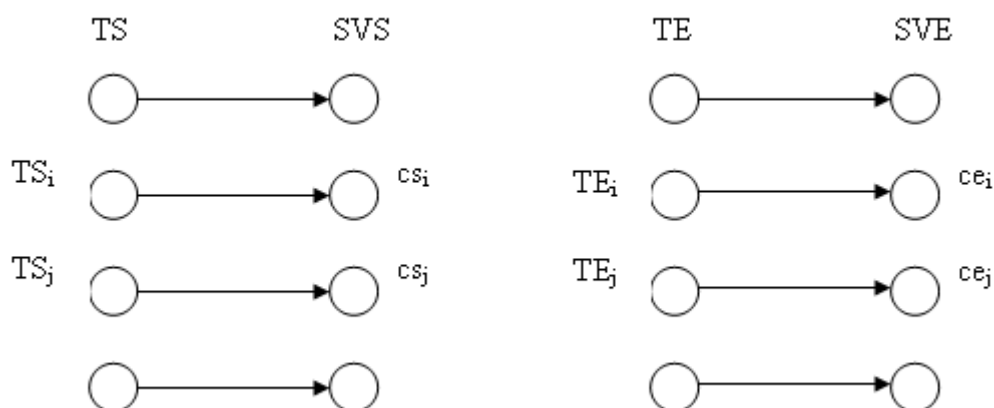 TS SVS TE SVE
TSᵢ csᵢ TEᵢ ceᵢ
TSⱼ csⱼ TEⱼ ceⱼ